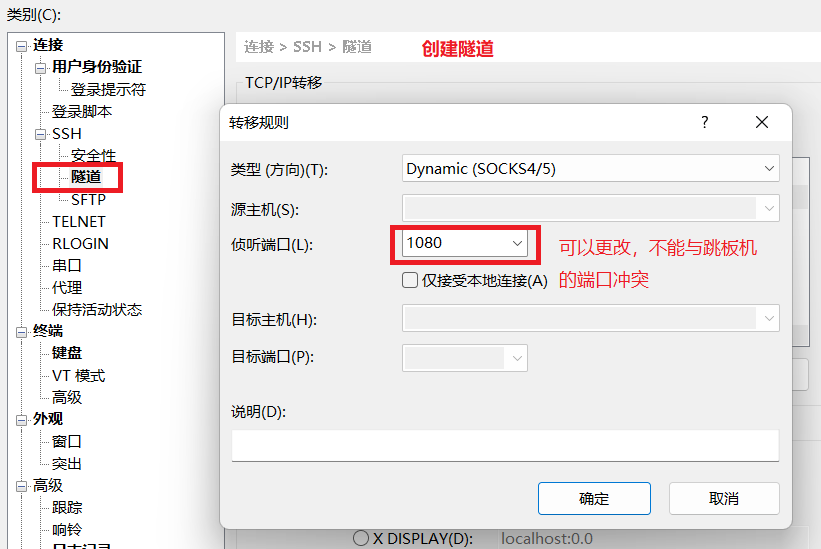 类别(C):
连接
用户身份验证
登录提示符
登录脚本
SSH
安全性
隧道
SFTP
TELNET
RLOGIN
串口
代理
保持活动状态
终端
键盘
VT 模式
高级
外观
窗口
突出
高级
跟踪
响铃
日志记录
连接 > SSH > 隧道
创建隧道
TCP/IP转移
转移规则
?
类型 (方向)(T):
Dynamic (SOCKS4/5)
源主机(S):
侦听端口(L):
1080
可以更改，不能与跳板机
仅接受本地连接(A)
的端口冲突
目标主机(H):
目标端口(P):
说明(D):
确定
取消
X DISPLAY(D):
localhost:0.0